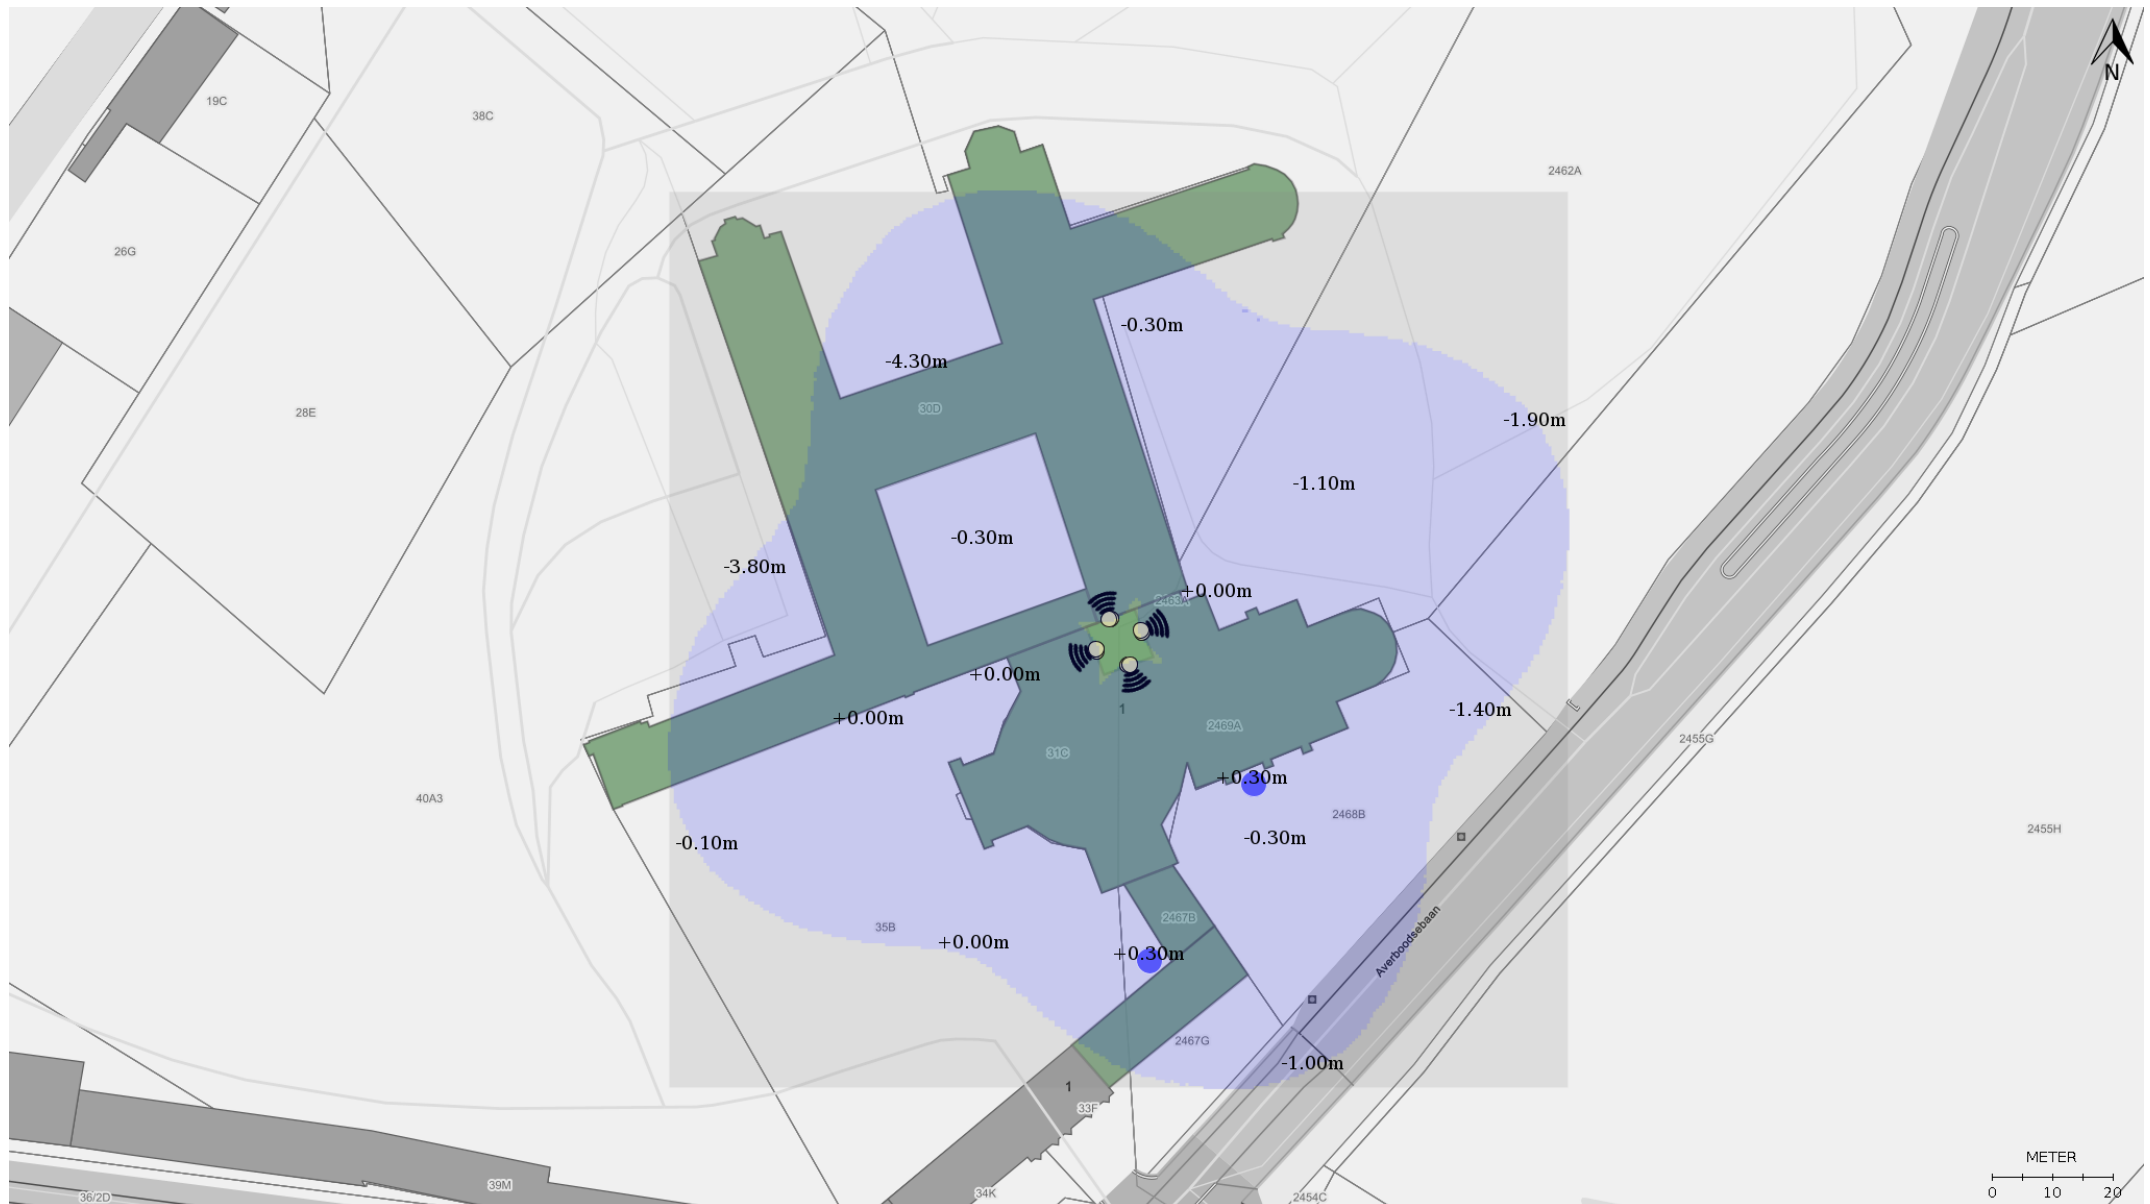 N
19C
38C
2462A
26G
-0.30m
-4.30m
30D
28E
-1.90m
-1.10m
-0.30m
-3.80m
+0.00m
2463A
+0.00m
+0.00m
1
-1.40m
2469A
2455G
31C
+0.30m
40A3
2468B
2455H
-0.30m
-0.10m
2467B
35B
+0.00m
Averboodsebaan
+0.30m
2467G
-1.00m
1
33F
METER
39M
34K
36/2D
2454C
0 10 20